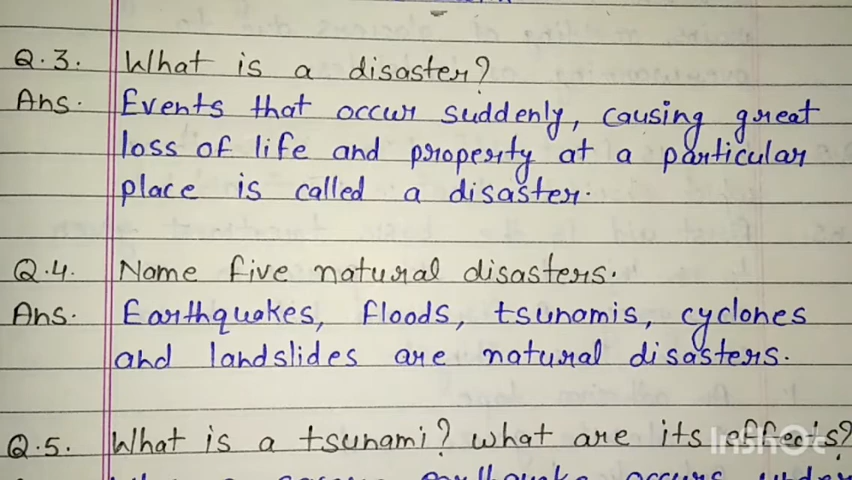 Q.3. What is a disaster?
Ans. Events that occur suddenly, causing great
loss of life and property at a particular
place is called a disaster.
Q.4. Name five natural disasters.
Ans. Earthquakes, floods, tsunamis, cyclones
and landslides are natural disasters.
Q.5. What is a tsunami? what are its effects?
InShOt